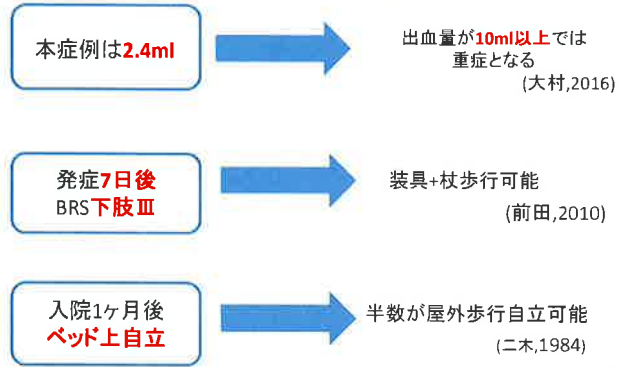 本症例は2.4ml
出血量が10ml以上では
重症となる
(大村,2016)
発症7日後
BRS下肢Ⅲ
装具+杖歩行可能
(前田,2010)
入院1ヶ月後
ベッド上自立
半数が屋外歩行自立可能
(二木,1984)